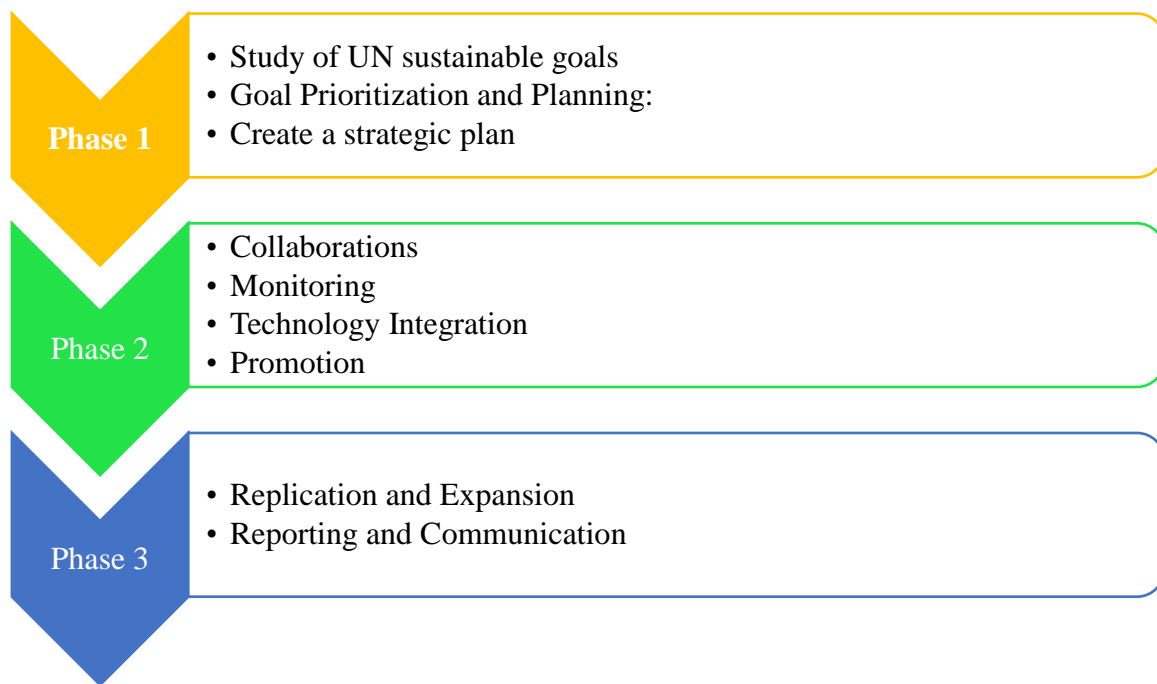 Phase 1
• Study of UN sustainable goals
• Goal Prioritization and Planning:
• Create a strategic plan
Phase 2
• Collaborations
• Monitoring
• Technology Integration
• Promotion
Phase 3
• Replication and Expansion
• Reporting and Communication